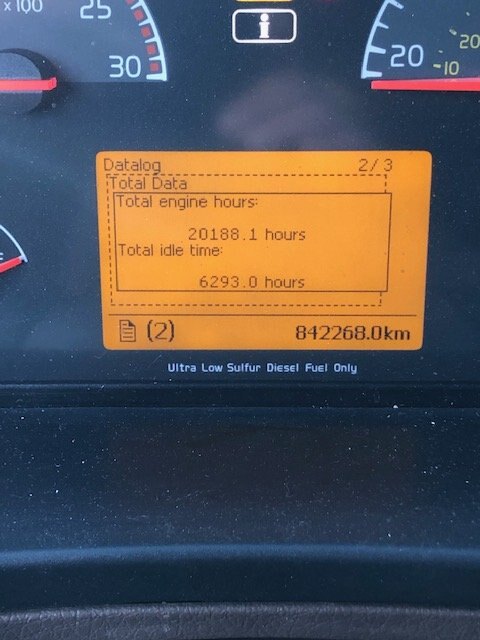 x 100
25
30
i
20
20
-10
Datalog 2/3
Total Data
Total engine hours:
20188.1 hours
Total idle time:
6293.0 hours
(2) 842268.0km
Ultra Low Sulfur Diesel Fuel Only